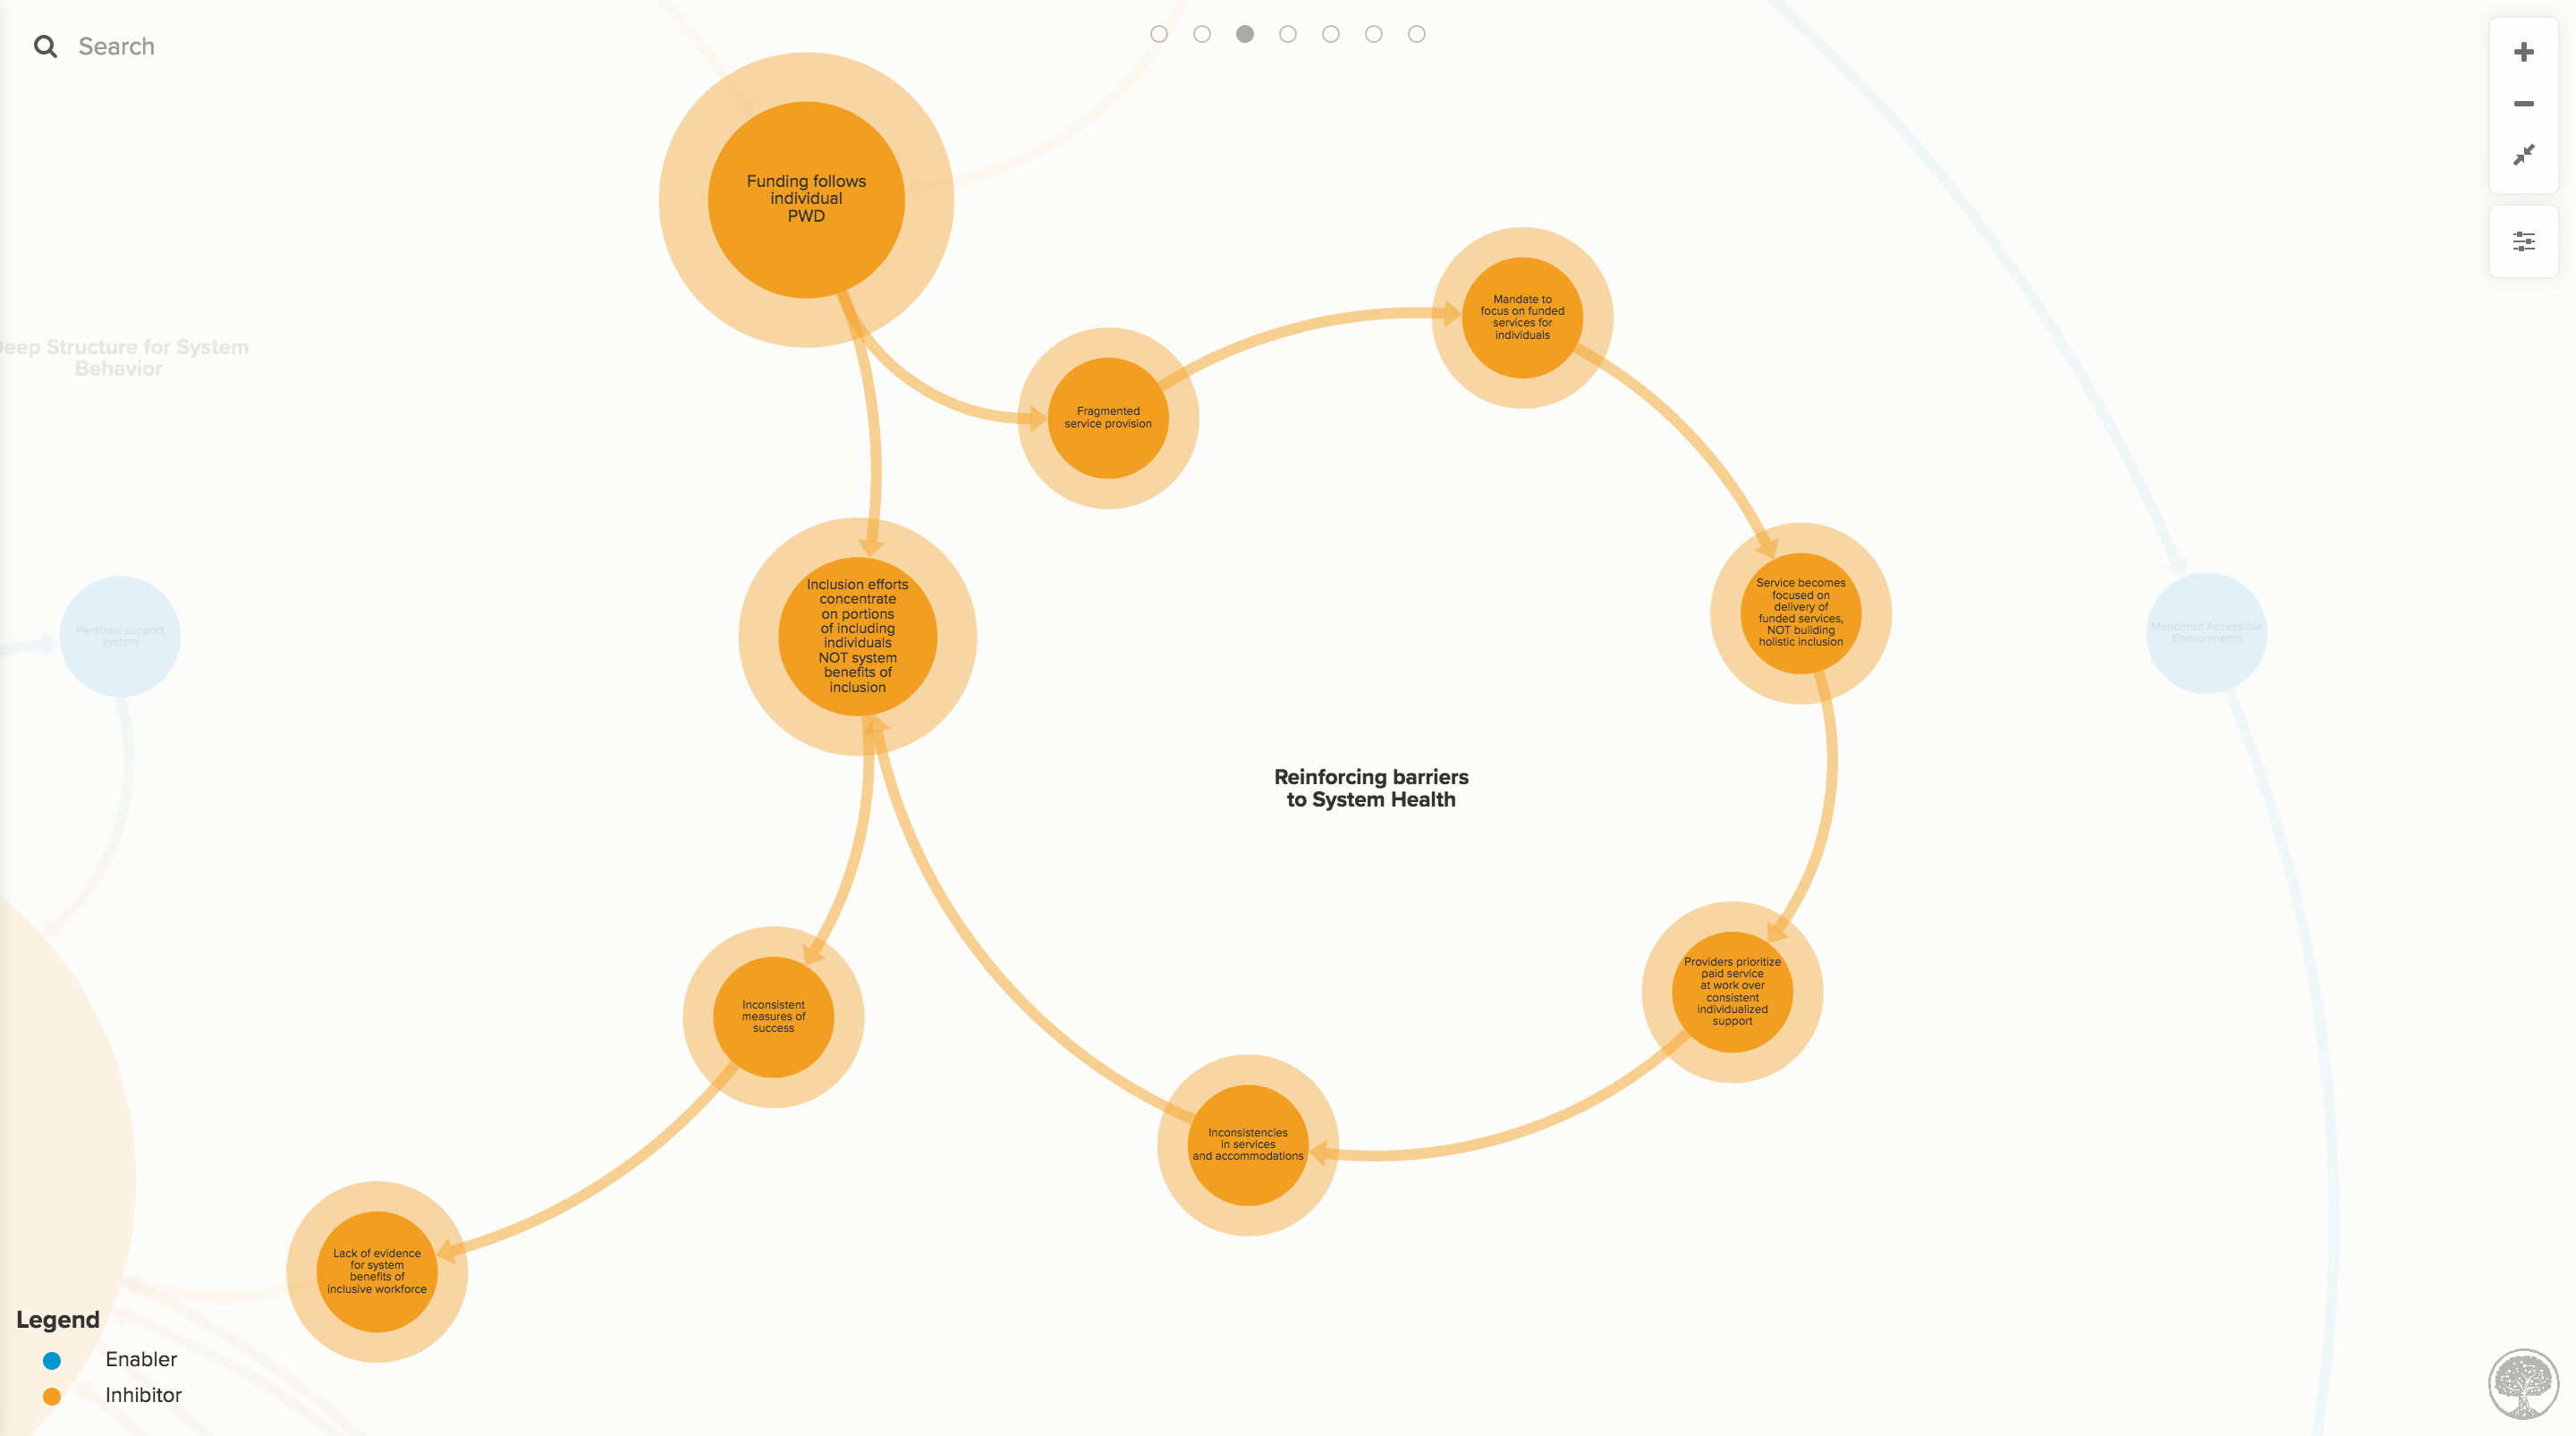 Search
Funding follows
individual
PWD
Mandate to
focus on funded
services for
individuals
eep Structure for System
Behavior
Fragmented
service provision
Inclusion efforts
concentrate
on portions
of including
individuals
NOT system
benefits of
inclusion
Service becomes
focused on
delivery of
funded services,
NOT building
holistic inclusion
Personal support
system
Mandated Accessible
Environments
Reinforcing barriers
to System Health
Providers prioritize
paid service
at work over
consistent
individualized
support
Inconsistent
measures of
success
Inconsistencies
in services
and accommodations
Lack of evidence
for system
benefits of
inclusive workforce
Legend
Enabler
Inhibitor